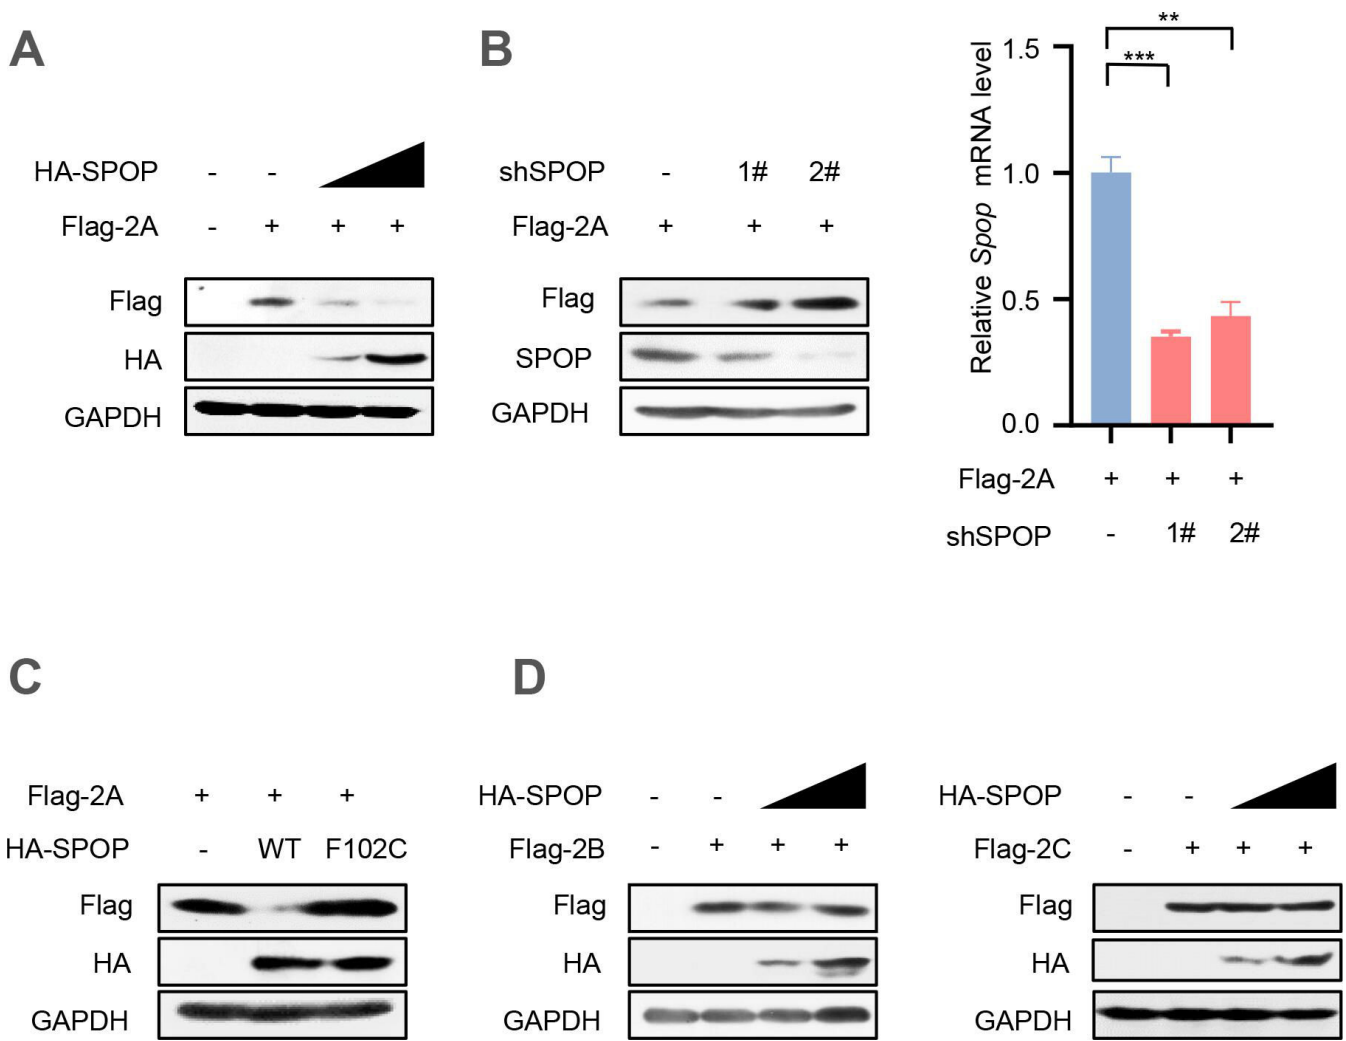 A
HA-SPOP - -
Flag-2A - + + +
Flag
HA
GAPDH
B
shSPOP - 1# 2#
Flag-2A + + +
Flag
SPOP
GAPDH
** 
***
Relative Spop mRNA level
1.5
1.0
0.5
0.0
Flag-2A + + +
shSPOP - 1# 2#
C
Flag-2A + + +
HA-SPOP - WT F102C
Flag
HA
GAPDH
D
HA-SPOP - -
Flag-2B - + + +
Flag
HA
GAPDH
HA-SPOP - -
Flag-2C - + + +
Flag
HA
GAPDH